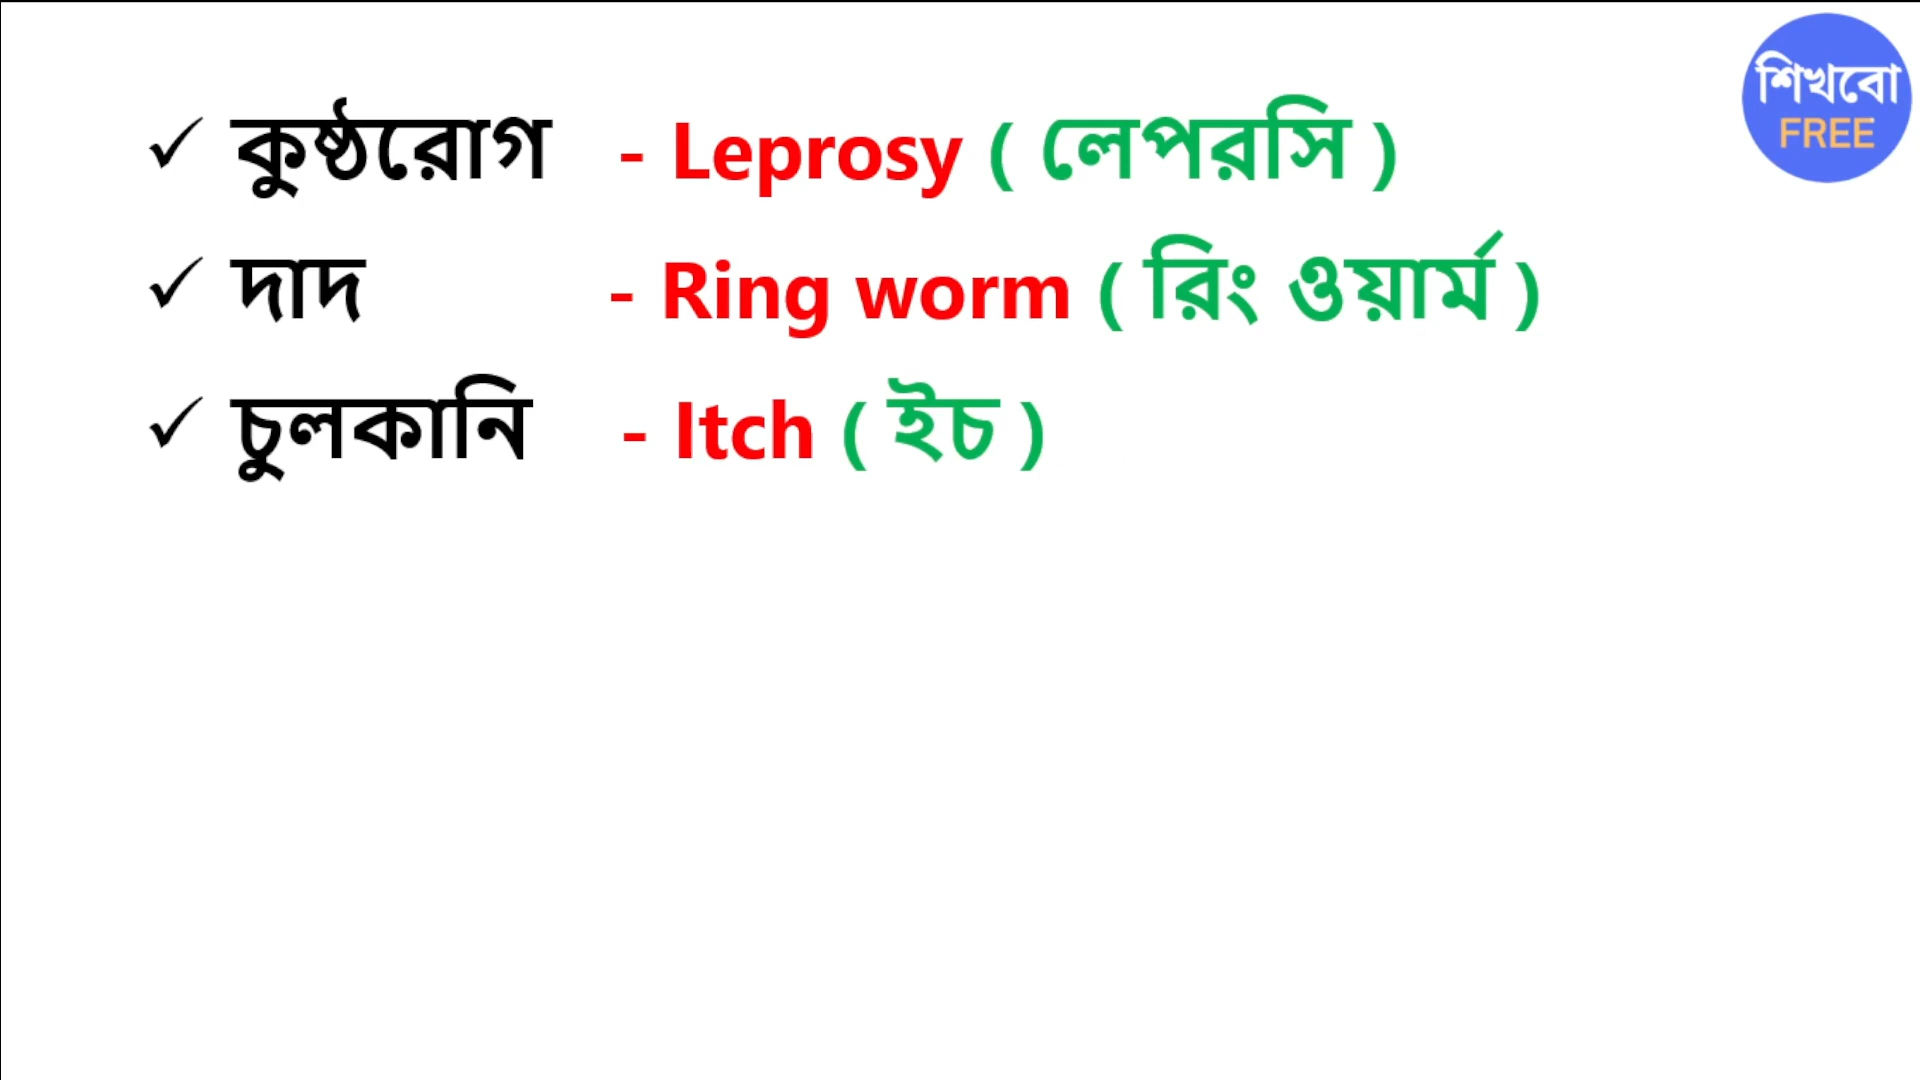 ✓ কুষ্ঠরোগ - Leprosy ( লেপরসি )
✓ দাদ - Ring worm ( রিং ওয়ার্ম )
✓ চুলকানি - Itch ( ইচ )
শিখবো
FREE